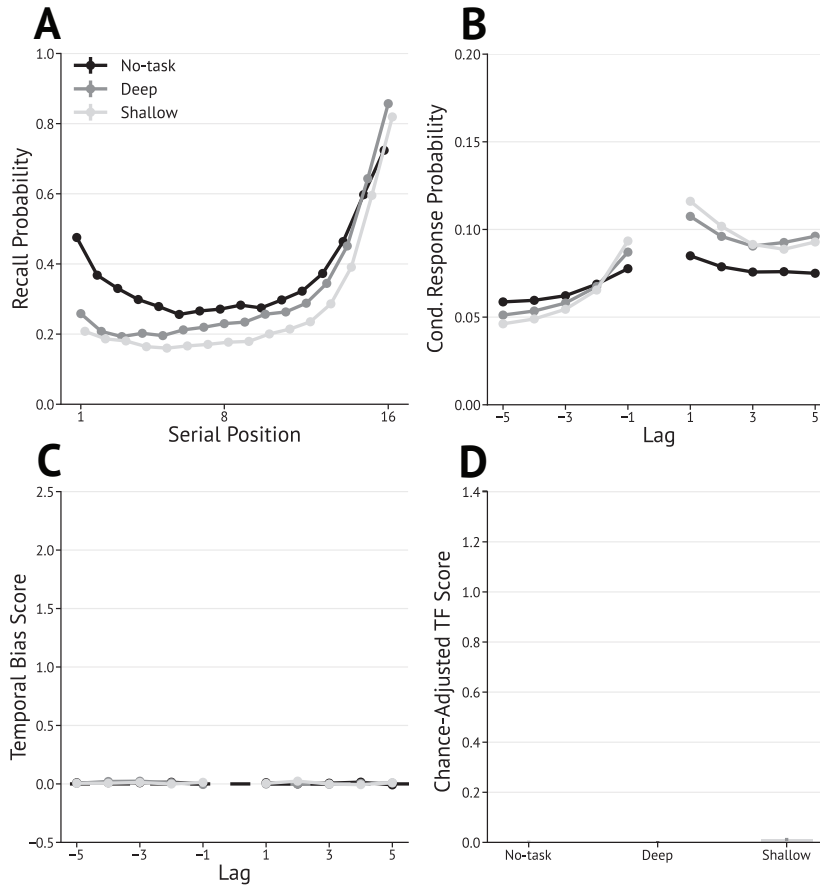 A
Recall Probability
1.0
0.8
0.6
0.4
0.2
0.0
No-task
Deep
Shallow
1 8 16
Serial Position
B
Cond. Response Probability
0.20
0.15
0.10
0.05
0.00
−5 −3 −1 1 3 5
Lag
C
Temporal Bias Score
2.5
2.0
1.5
1.0
0.5
0.0
−0.5
−5 −3 −1 1 3 5
Lag
D
Chance-Adjusted TF Score
1.4
1.2
1.0
0.8
0.6
0.4
0.2
0.0
No-task Deep Shallow